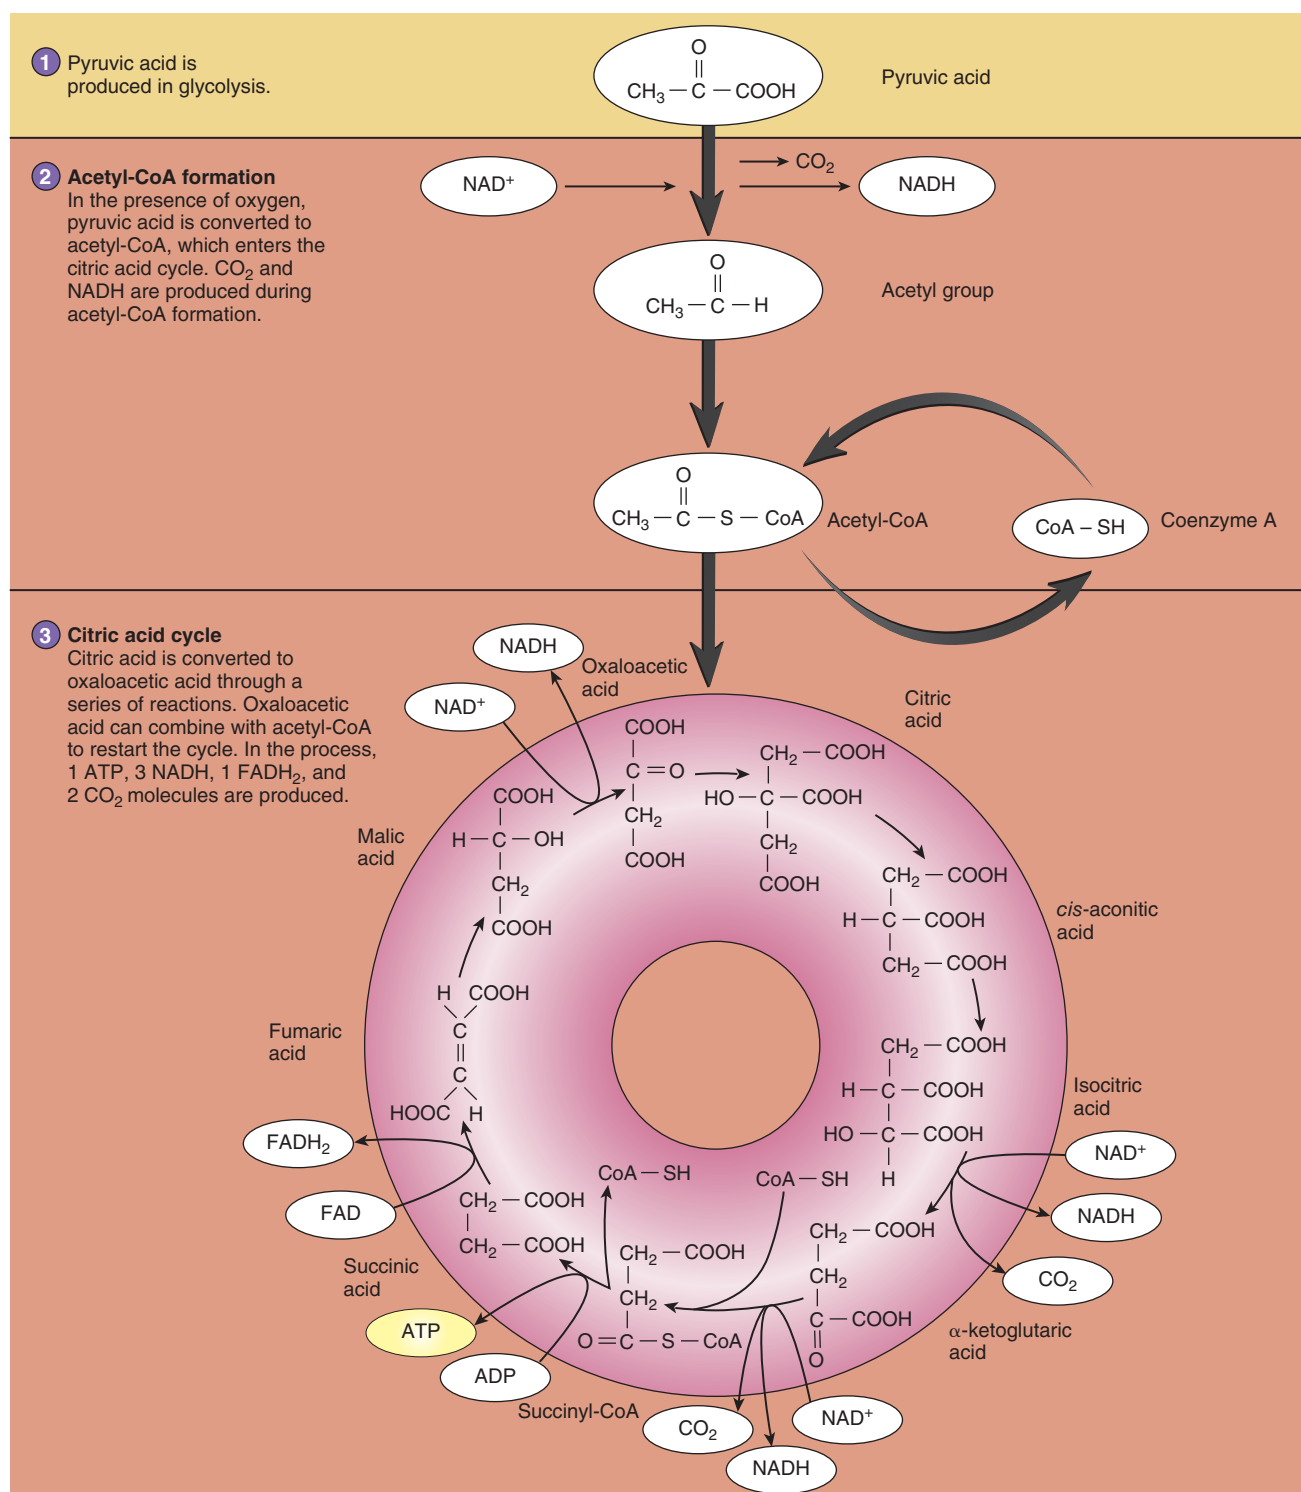 1 Pyruvic acid is
produced in glycolysis.
O
||
CH₃ — C — COOH
Pyruvic acid
2 Acetyl-CoA formation
In the presence of oxygen,
pyruvic acid is converted to
acetyl-CoA, which enters the
citric acid cycle. CO₂ and
NADH are produced during
acetyl-CoA formation.
NAD⁺
CO₂
NADH
O
||
CH₃ — C — H
Acetyl group
O
||
CH₃ — C — S — CoA
Acetyl-CoA
CoA – SH
Coenzyme A
3 Citric acid cycle
Citric acid is converted to
oxaloacetic acid through a
series of reactions. Oxaloacetic
acid can combine with acetyl-CoA
to restart the cycle. In the process,
1 ATP, 3 NADH, 1 FADH₂, and
2 CO₂ molecules are produced.
NADH
NAD⁺
Oxaloacetic
acid
COOH
|
C = O
|
CH₂
|
COOH
Citric
acid
CH₂ — COOH
|
HO — C — COOH
|
CH₂
|
COOH
cis-aconitic
acid
CH₂ — COOH
|
H — C — COOH
|
CH₂ — COOH
Isocitric
acid
CH₂ — COOH
|
H — C — COOH
|
HO — C — COOH
|
H
NAD⁺
NADH
CO₂
α-ketoglutaric
acid
CH₂ — COOH
|
CH₂
|
C — COOH
||
O
CoA — SH
NAD⁺
NADH
CO₂
Succinyl-CoA
CH₂ — COOH
|
CH₂
|
O = C — S — CoA
CoA — SH
ADP
ATP
Succinic
acid
CH₂ — COOH
|
CH₂ — COOH
FAD
FADH₂
Fumaric
acid
H COOH
C
||
C
HOOC H
Malic
acid
COOH
|
H — C — OH
|
CH₂
|
COOH